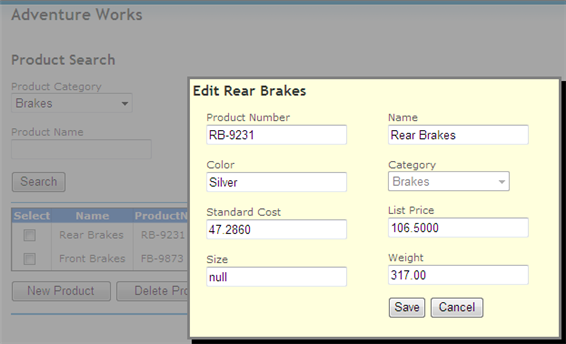 Adventure Works
Product Search
Product Category
Brakes
Product Name
Search
Select Name ProductN
Rear Brakes RB-9231
Front Brakes FB-9873
New Product Delete Pro
Edit Rear Brakes
Product Number Name
RB-9231 Rear Brakes
Color Category
Silver Brakes
Standard Cost List Price
47.2860 106.5000
Size Weight
null 317.00
Save Cancel